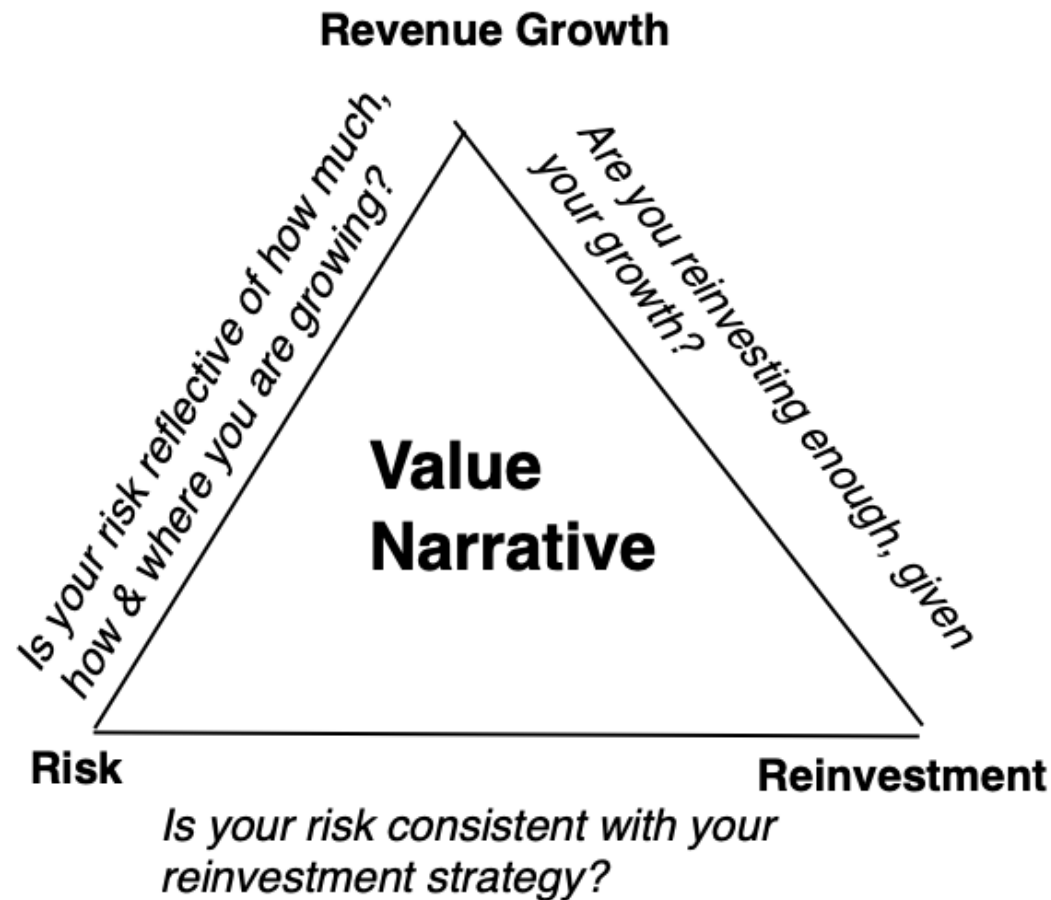 Revenue Growth
Is your risk reflective of how much,
how & where you are growing?
Are you reinvesting enough, given
your growth?
Value
Narrative
Risk
Reinvestment
Is your risk consistent with your
reinvestment strategy?